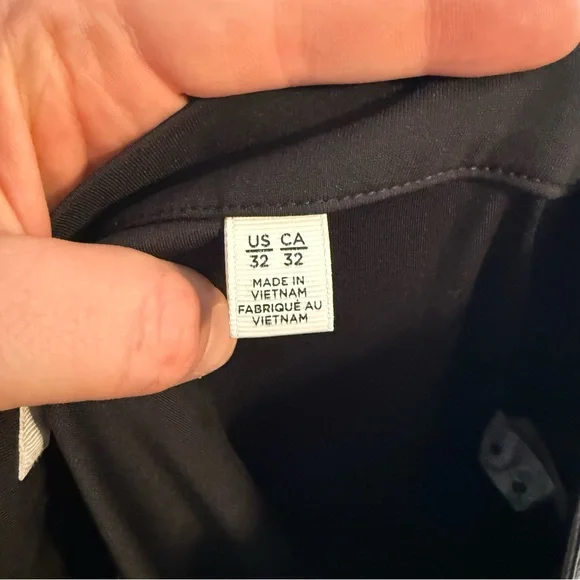 US CA
32 32
MADE IN
VIETNAM
FABRIQUÉ AU
VIETNAM